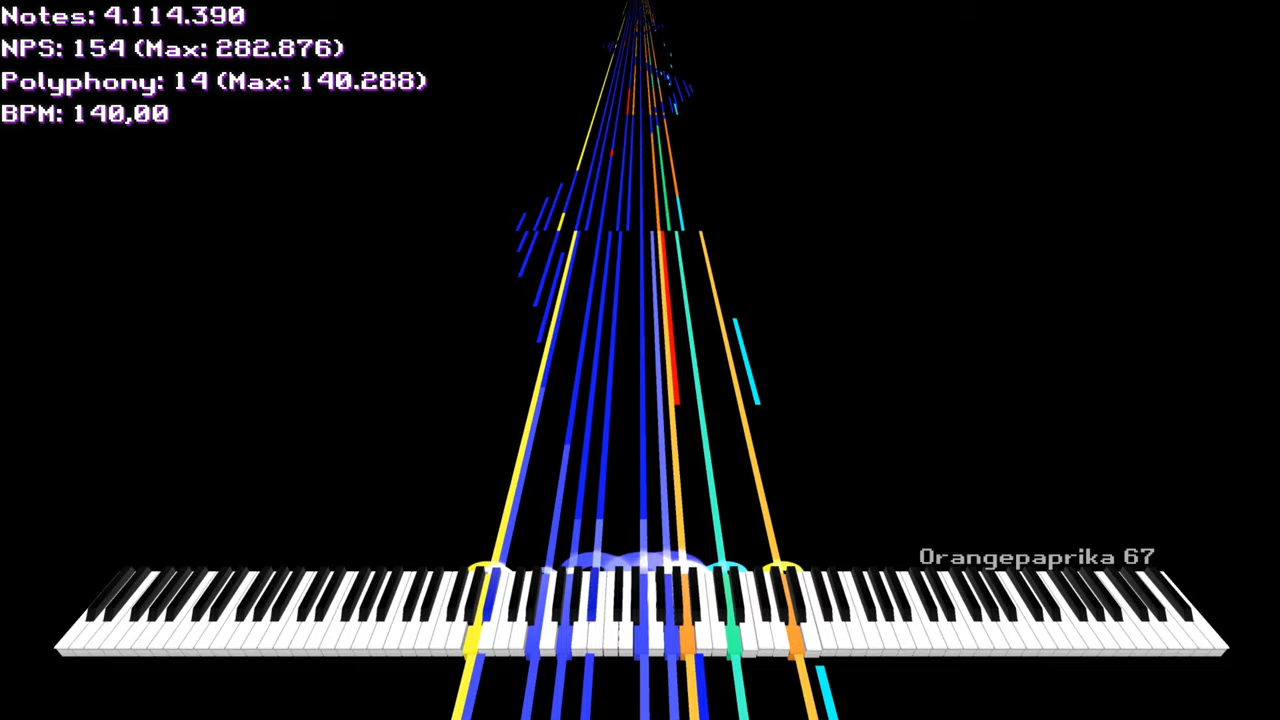 Notes: 4.114.390
NPS: 154 (Max: 282.876)
Polyphony: 14 (Max: 140.288)
BPM: 140,00
Orangepaprika 67